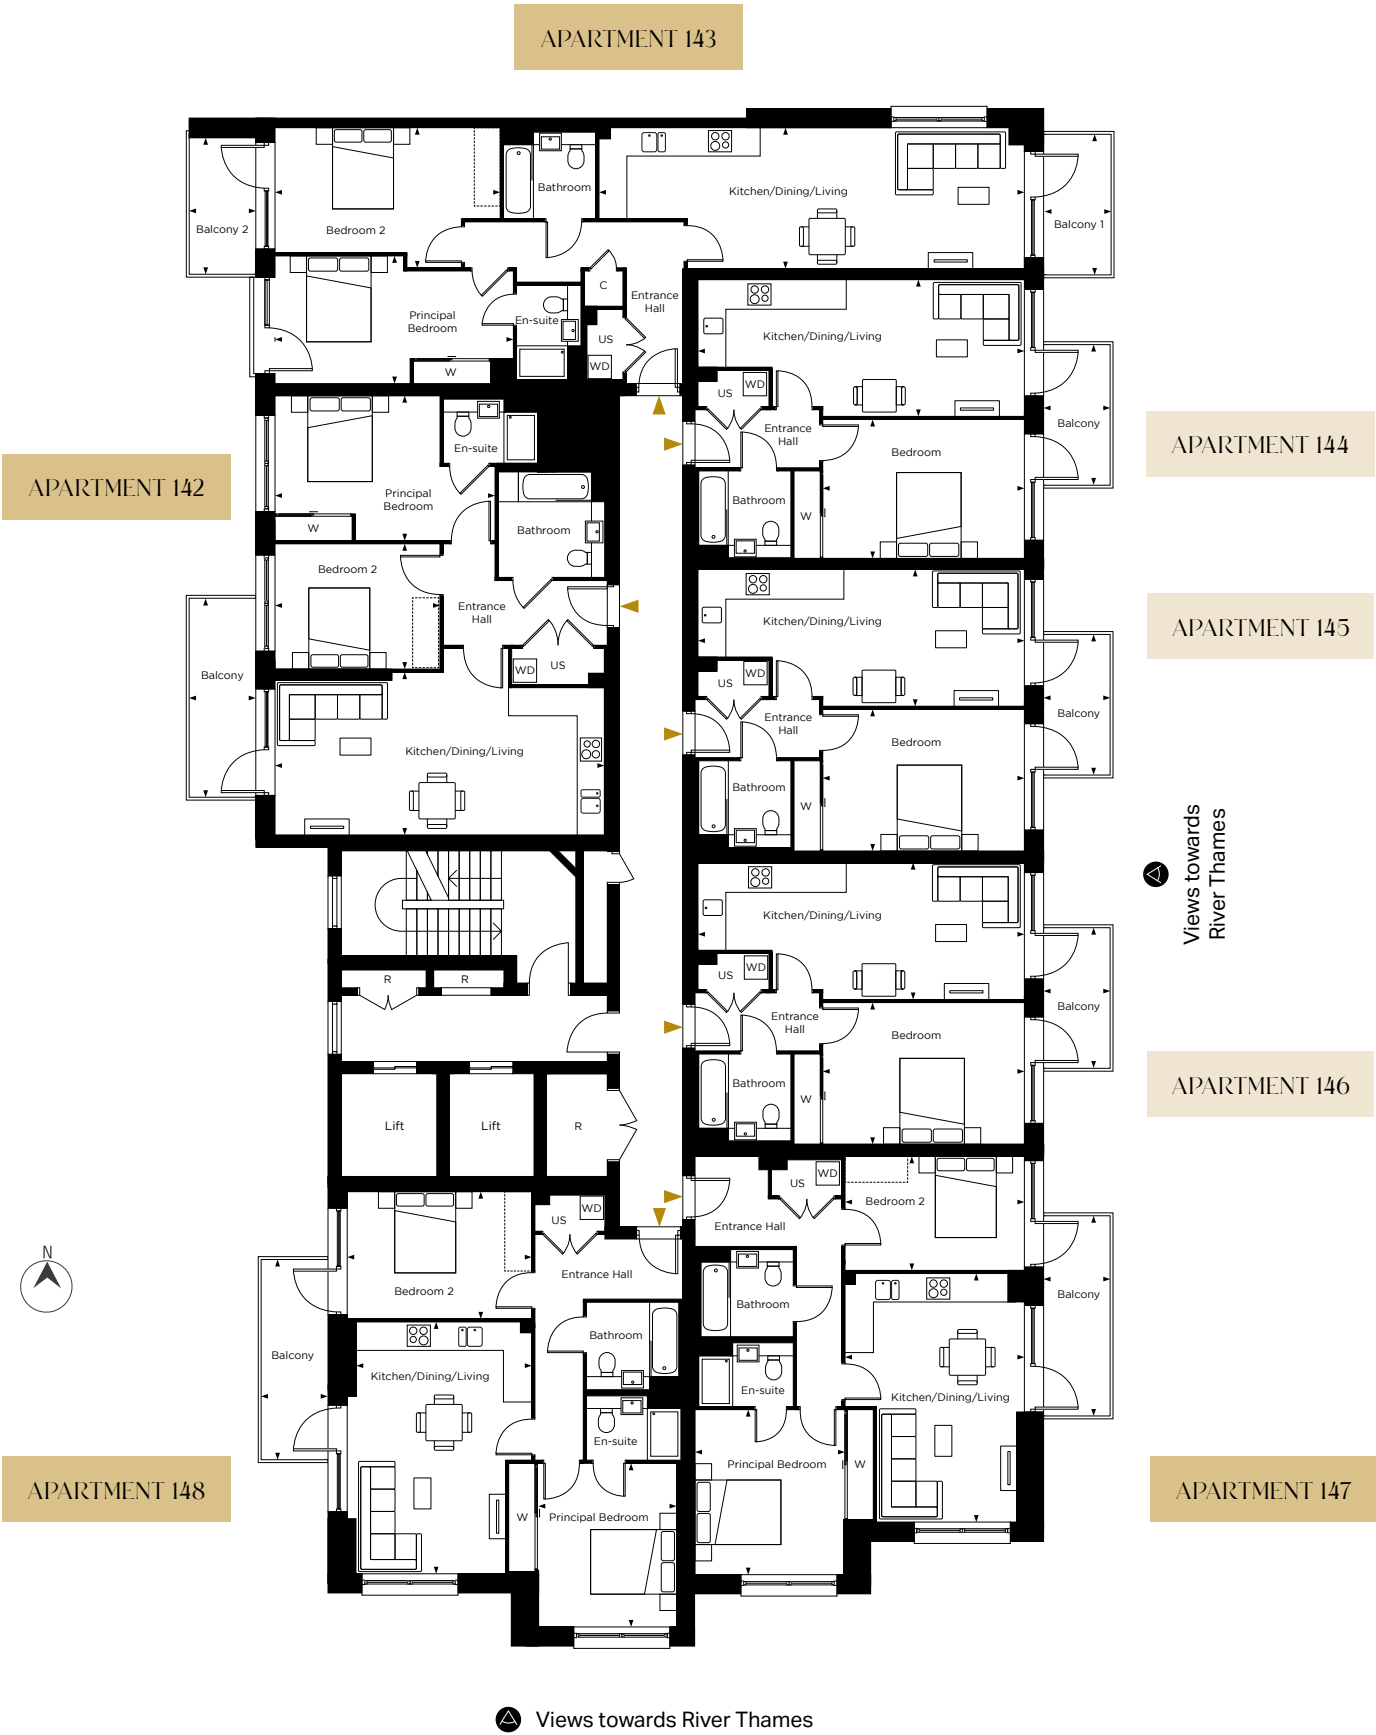 APARTMENT 143
Bathroom
Kitchen/Dining/Living
Balcony 2
Bedroom 2
Balcony 1
C
Entrance
Hall
Principal
Bedroom
En-suite
US
WD
W
Kitchen/Dining/Living
US
WD
Entrance
Hall
Balcony
Bedroom
Bathroom
W
APARTMENT 144
APARTMENT 142
En-suite
Principal
Bedroom
W
Bathroom
Bedroom 2
Entrance
Hall
WD
US
Balcony
Kitchen/Dining/Living
Kitchen/Dining/Living
US
WD
Entrance
Hall
Balcony
Bedroom
Bathroom
W
APARTMENT 145
Views towards
River Thames
Kitchen/Dining/Living
US
WD
Entrance
Hall
Balcony
Bedroom
Bathroom
W
APARTMENT 146
R
R
Lift
Lift
R
WD
US
Bedroom 2
Entrance Hall
Balcony
Bathroom
En-suite
Kitchen/Dining/Living
Principal Bedroom
W
APARTMENT 147
N
WD
US
Entrance Hall
Bedroom 2
Balcony
Bathroom
Kitchen/Dining/Living
En-suite
W
Principal Bedroom
APARTMENT 148
Views towards River Thames